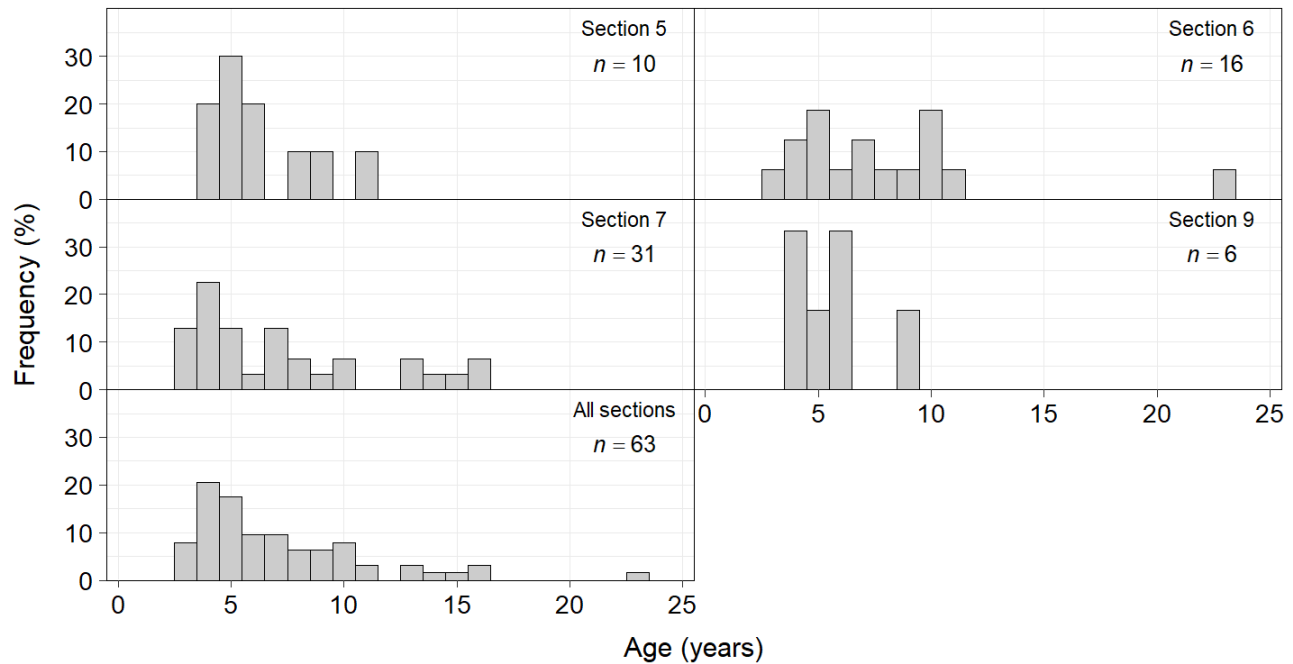 Section 5
n = 10
Section 6
n = 16
30
20
10
0
Section 7
n = 31
Section 9
n = 6
30
20
10
0
Frequency (%)
All sections
n = 63
0 5 10 15 20 25
30
20
10
0
0 5 10 15 20 25
Age (years)